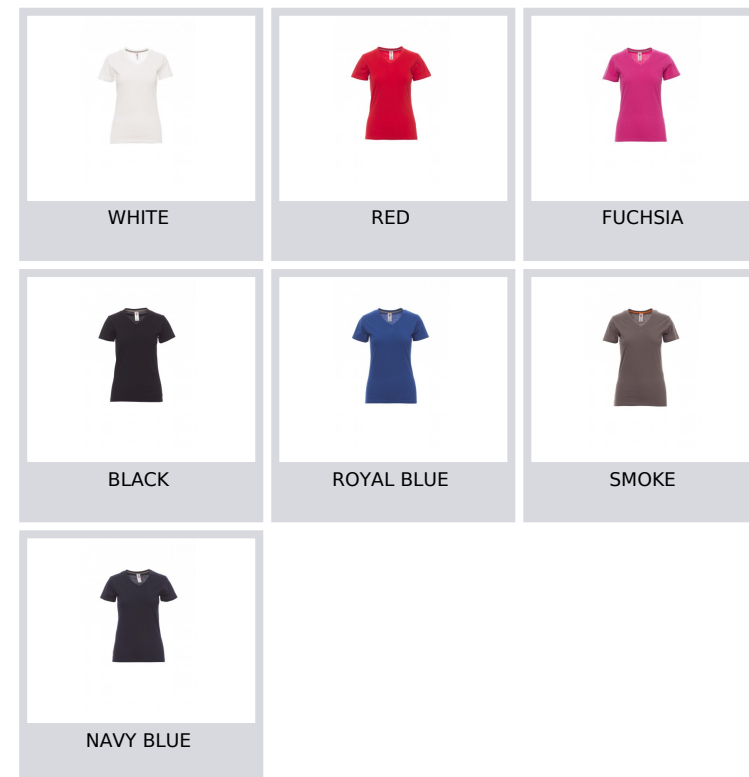 WHITE
RED
FUCHSIA
BLACK
ROYAL BLUE
SMOKE
NAVY BLUE